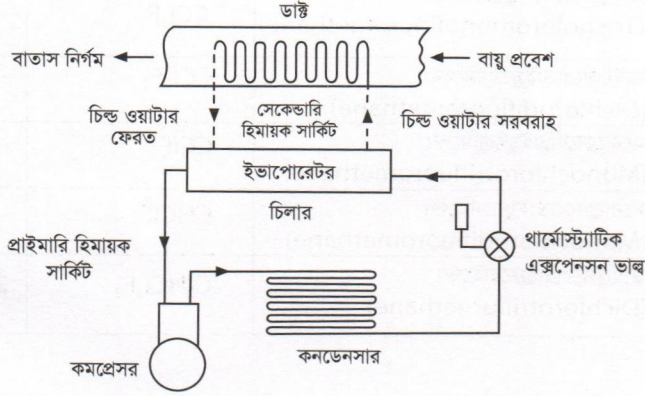 ডাক্ট
বাতাস নির্গম
বায়ু প্রবেশ
চিল্ড ওয়াটার
ফেরত
সেকেন্ডারি
হিমায়ক সার্কিট
চিল্ড ওয়াটার সরবরাহ
ইভাপোরেটর
চিলার
প্রাইমারি হিমায়ক
সার্কিট
থার্মোস্ট্যাটিক
এক্সপেনসন ভাল্ব
কমপ্রেসর
কনডেনসার